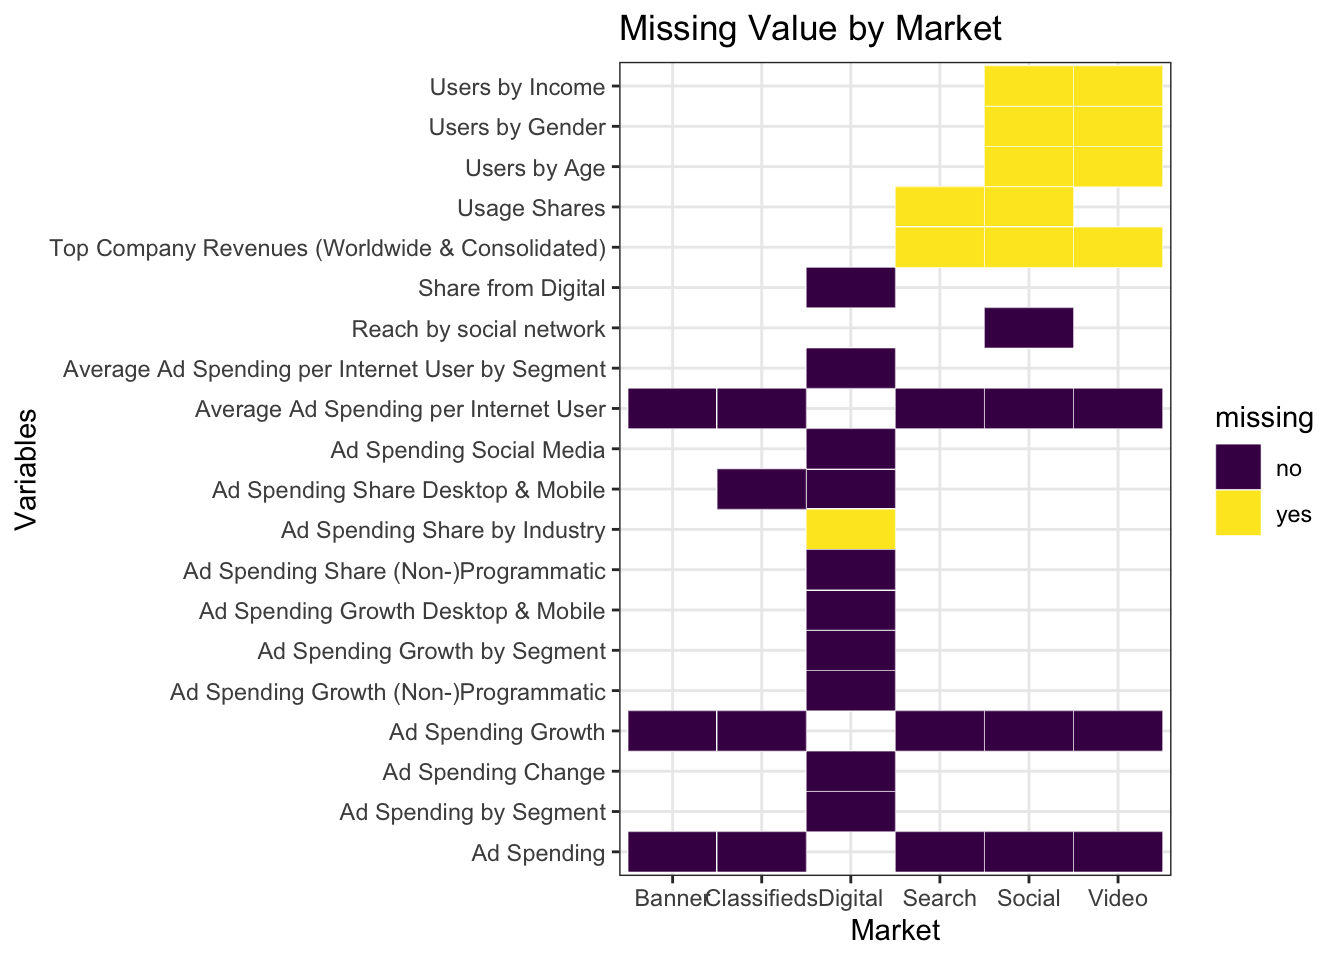 Missing Value by Market
Users by Income
Users by Gender
Users by Age
Usage Shares
Top Company Revenues (Worldwide & Consolidated)
Share from Digital
Reach by social network
Average Ad Spending per Internet User by Segment
Average Ad Spending per Internet User
Ad Spending Social Media
Ad Spending Share Desktop & Mobile
Ad Spending Share by Industry
Ad Spending Share (Non-)Programmatic
Ad Spending Growth Desktop & Mobile
Ad Spending Growth by Segment
Ad Spending Growth (Non-)Programmatic
Ad Spending Growth
Ad Spending Change
Ad Spending by Segment
Ad Spending
Variables
Banner Classifieds Digital Search Social Video
Market
missing
no
yes